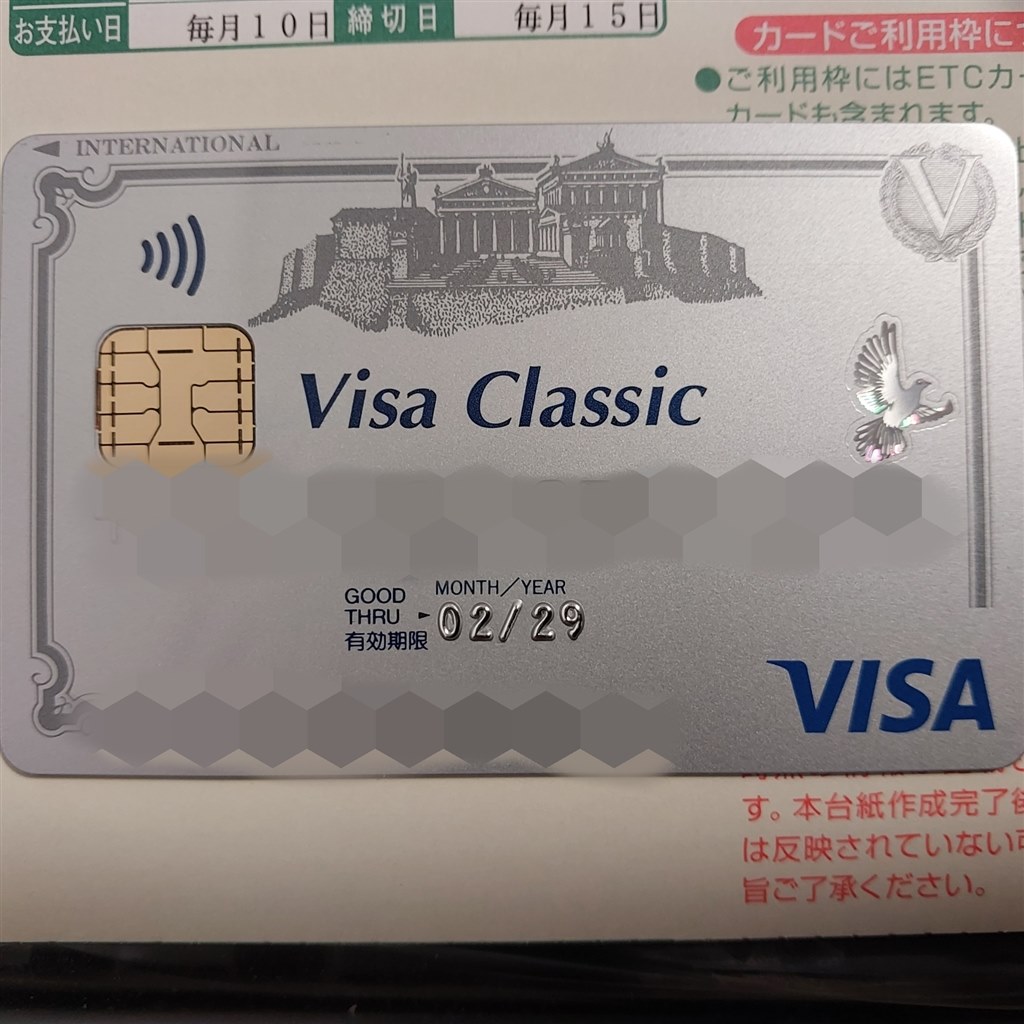 お支払い日 毎月10日 締切日 毎月15日
カードご利用枠に
●ご利用枠にはETCカー
カードも含まれます。
INTERNATIONAL
V
Visa Classic
MONTH/YEAR
GOOD
THRU 02/29
有効期限
VISA
す。本台紙作成完了後
は反映されていない可
旨ご了承ください。